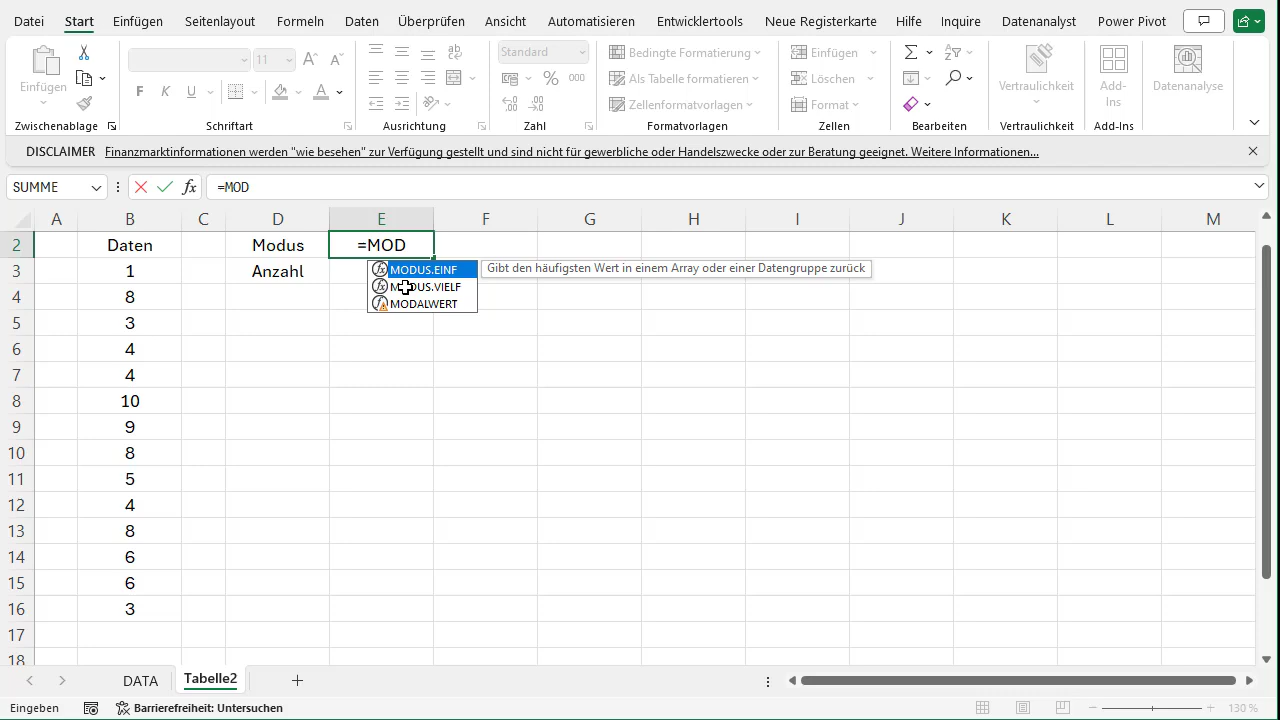 Datei Start Einfügen Seitenlayout Formeln Daten Überprüfen Ansicht Automatisieren Entwicklertools Neue Registerkarte Hilfe Inquire Datenanalyst Power Pivot
Einfügen
11
F K U
A
Standard
% 000
Bedingte Formatierung
Als Tabelle formatieren
Zellenformatvorlagen
Einfügen
Löschen
Format
Vertraulichkeit
Add-Ins
Datenanalyse
Zwischenablage Schriftart Ausrichtung Zahl Formatvorlagen Zellen Bearbeiten Vertraulichkeit Add-Ins
DISCLAIMER Finanzmarktinformationen werden "wie besehen" zur Verfügung gestellt und sind nicht für gewerbliche oder Handelszwecke oder zur Beratung geeignet. Weitere Informationen...
SUMME fx =MOD
A B C D E F G H I J K L M
2 Daten Modus =MOD
3 1 Anzahl
MODUS.EINF Gibt den häufigsten Wert in einem Array oder einer Datengruppe zurück
MODUS.VIELF
MODALWERT
4 8
5 3
6 4
7 4
8 10
9 9
10 8
11 5
12 4
13 8
14 6
15 6
16 3
17
18
DATA Tabelle2
Eingeben Barrierefreiheit: Untersuchen 130 %